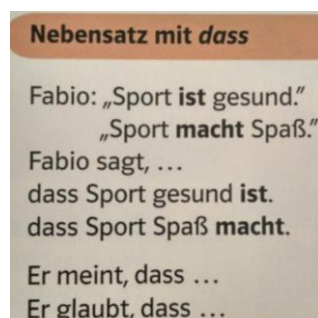 Nebensatz mit dass
Fabio: „Sport ist gesund.”
„Sport macht Spaß.”
Fabio sagt, ...
dass Sport gesund ist.
dass Sport Spaß macht.
Er meint, dass ...
Er glaubt, dass ...